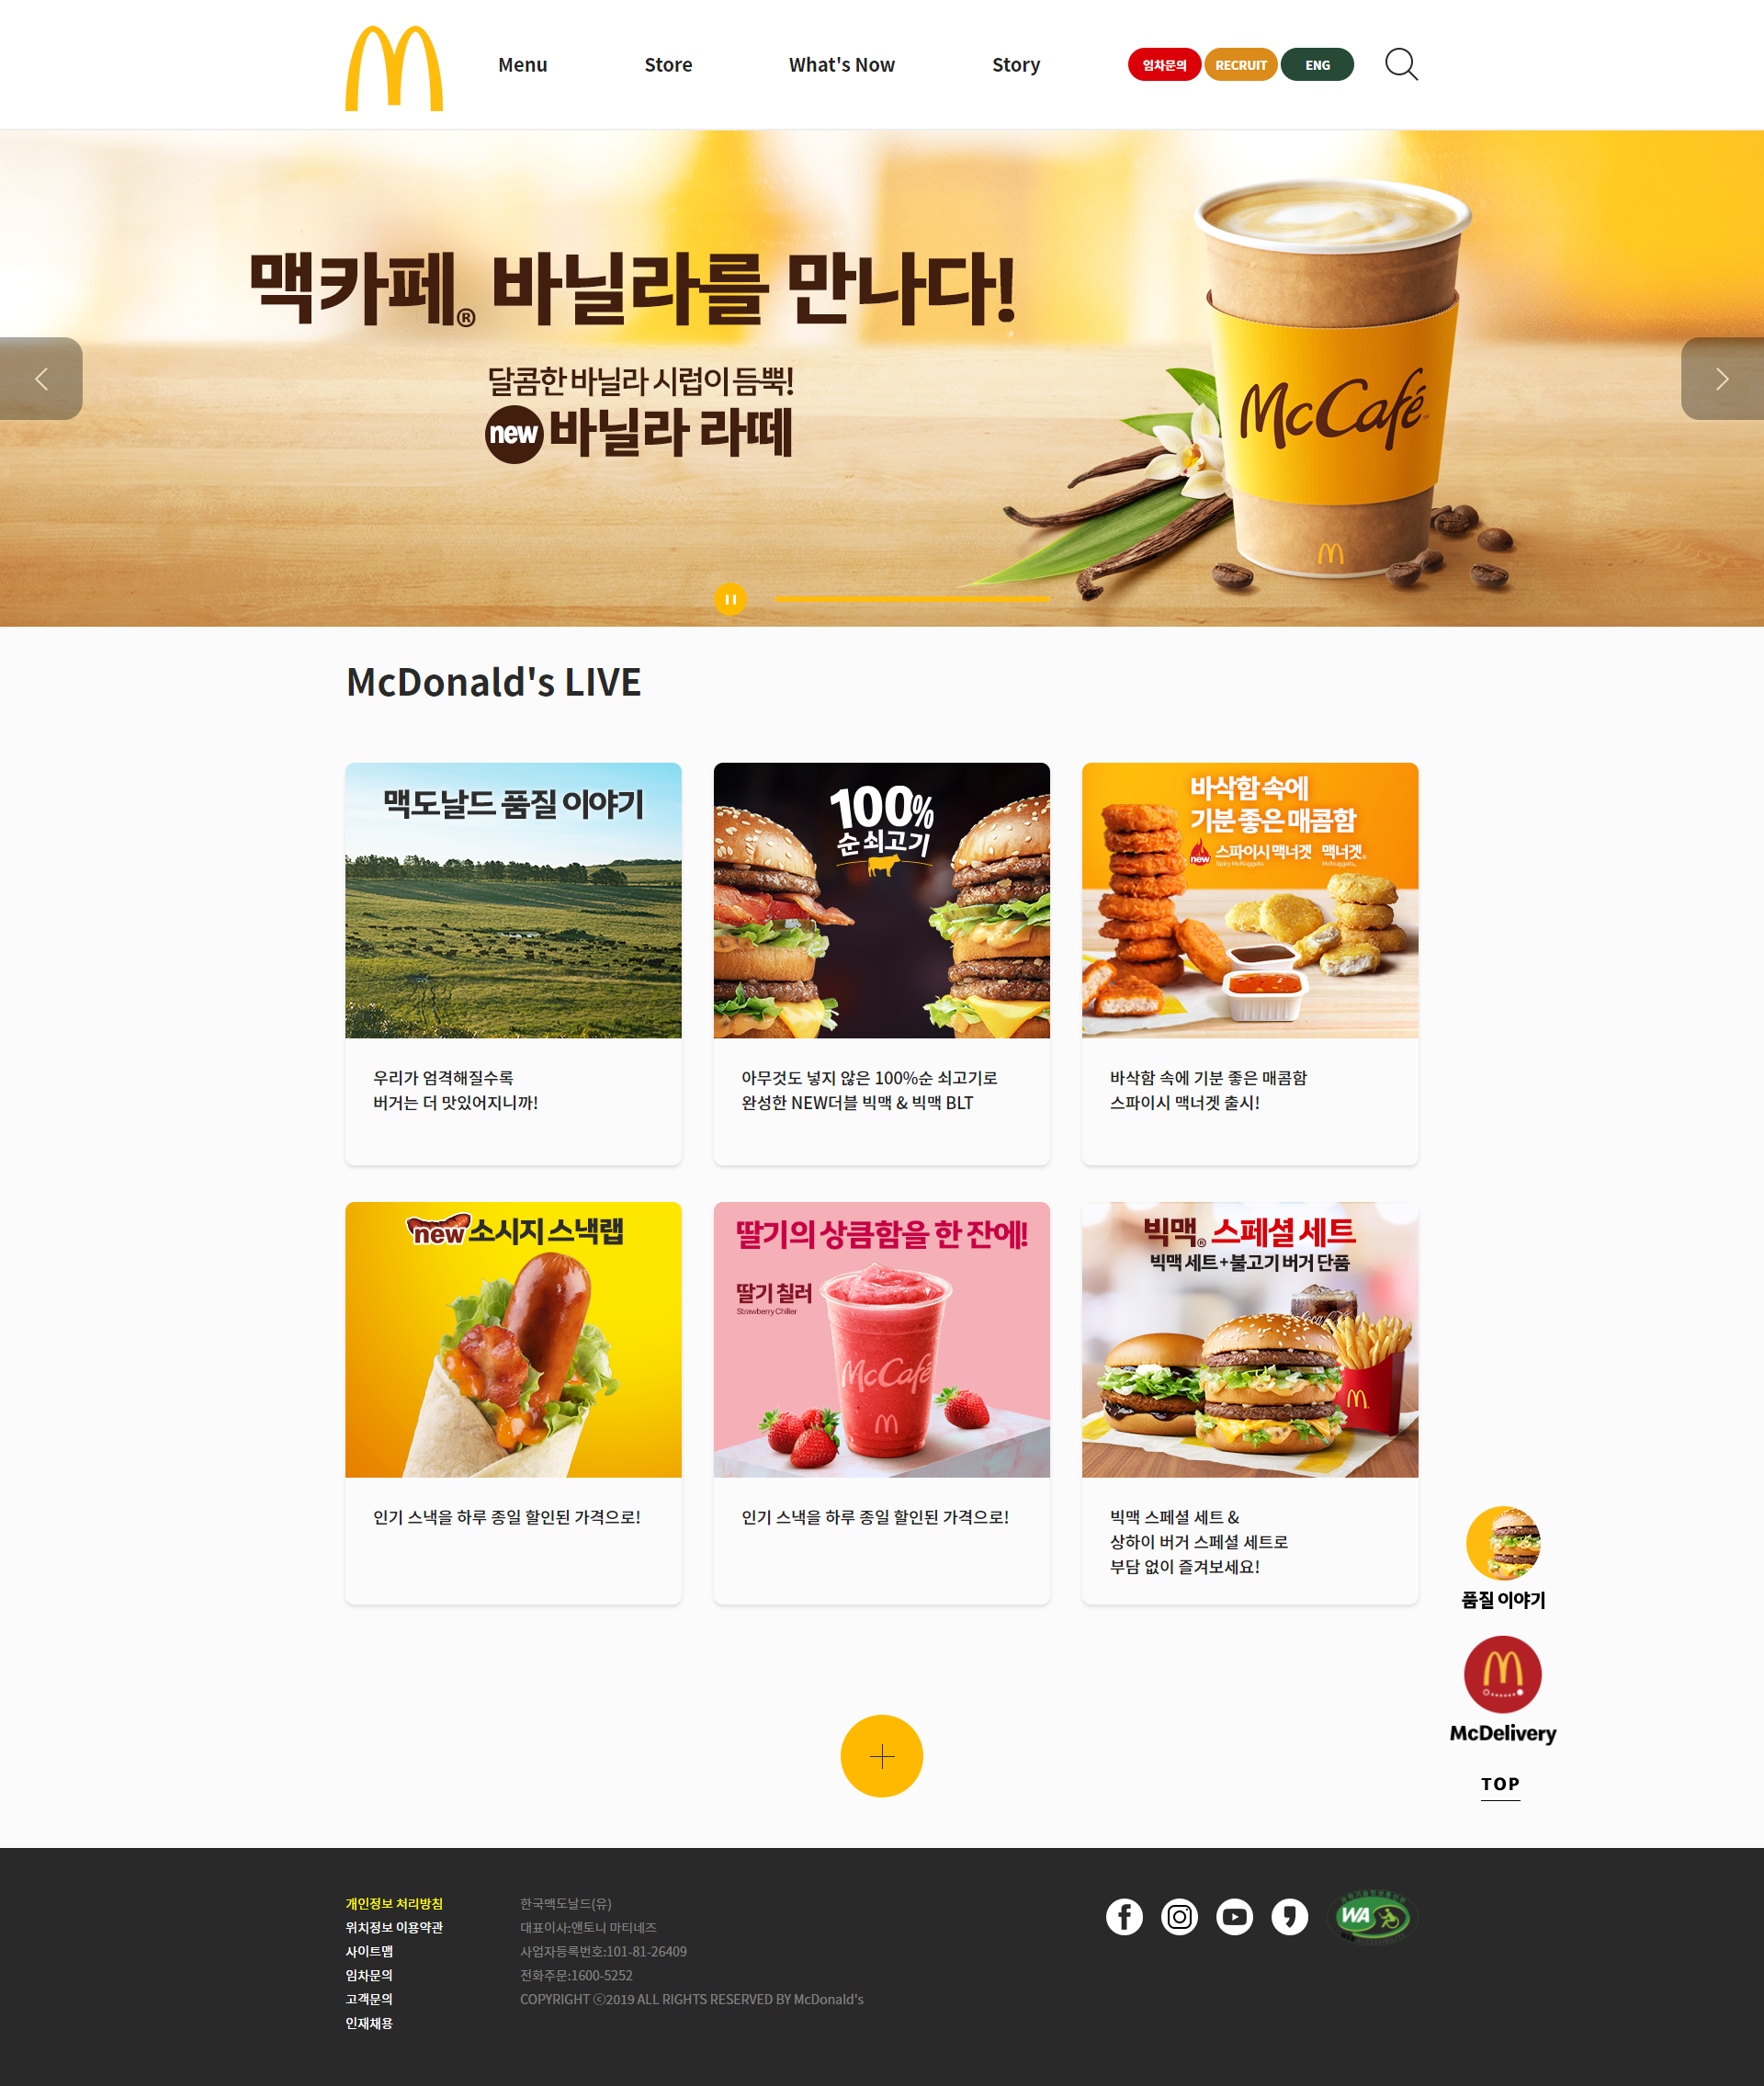 Menu
Store
What's Now
Story
임차문의
RECRUIT
ENG
맥카페® 바닐라를 만나다!
달콤한 바닐라 시럽이 듬뿍!
new 바닐라 라떼
McCafé
McDonald's LIVE
맥도날드 품질 이야기
우리가 엄격해질수록
버거는 더 맛있어지니까!
100%
순 쇠고기
아무것도 넣지 않은 100%순 쇠고기로
완성한 NEW더블 빅맥 & 빅맥 BLT
바삭함 속에
기분 좋은 매콤함
new 스파이시 맥너겟 맥너겟®
Spicy McNuggets McNuggets®
바삭함 속에 기분 좋은 매콤함
스파이시 맥너겟 출시!
new 소시지 스낵랩
인기 스낵을 하루 종일 할인된 가격으로!
딸기의 상큼함을 한 잔에!
딸기 칠러
Strawberry Chiller
McCafé
인기 스낵을 하루 종일 할인된 가격으로!
빅맥® 스페셜 세트
빅맥 세트+불고기 버거 단품
빅맥 스페셜 세트 &
상하이 버거 스페셜 세트로
부담 없이 즐겨보세요!
품질 이야기
McDelivery
TOP
개인정보 처리방침
위치정보 이용약관
사이트맵
임차문의
고객문의
인재채용
한국맥도날드(유)
대표이사:앤토니 마티네즈
사업자등록번호:101-81-26409
전화주문:1600-5252
COPYRIGHT ⓒ2019 ALL RIGHTS RESERVED BY McDonald's
WA